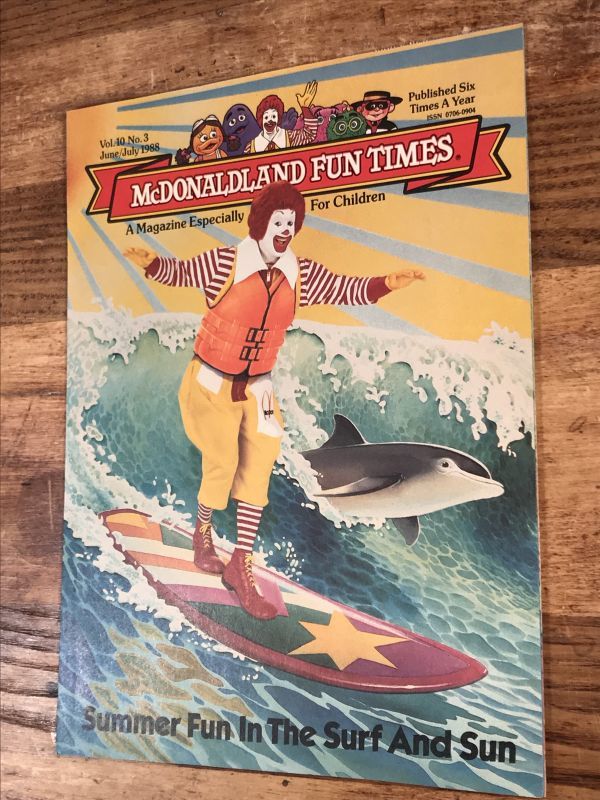 Vol.10 No.3
June/July 1988
Published Six
Times A Year
ISSN 0706-0904
McDONALDLAND FUN TIMES®
A Magazine Especially For Children
Summer Fun In The Surf And Sun